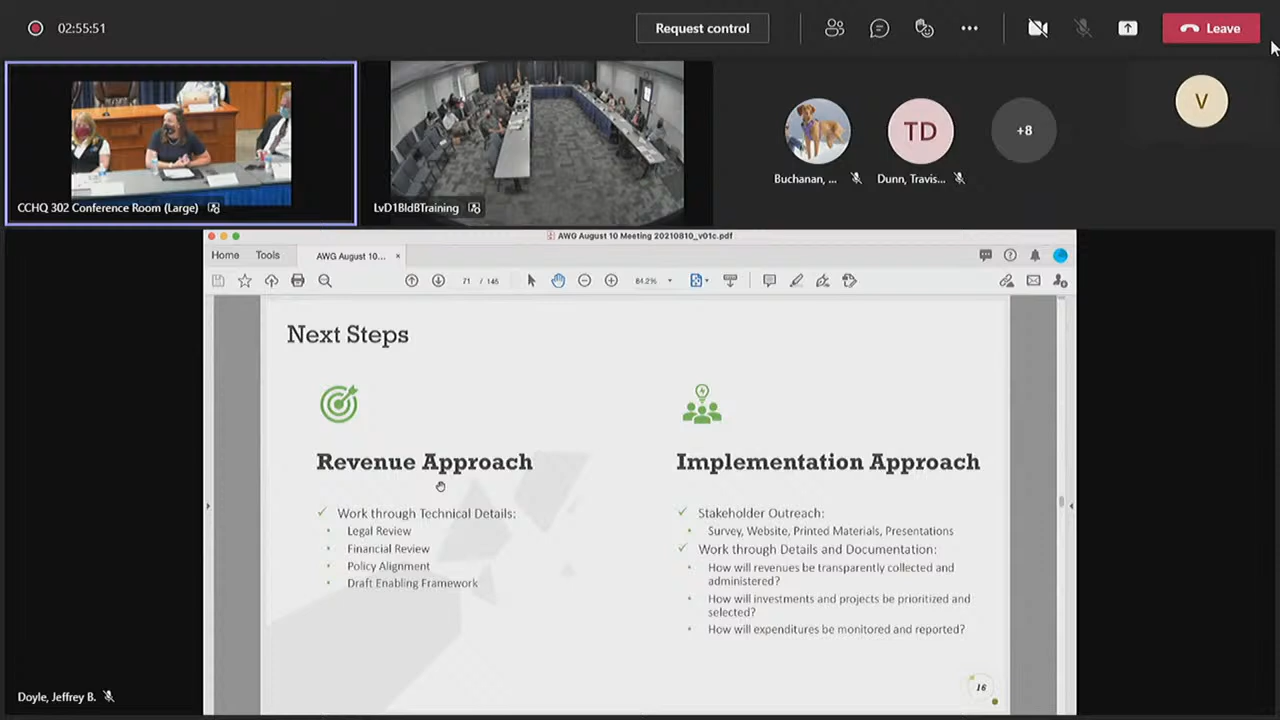 02:55:51
Request control
Leave
CCHQ 302 Conference Room (Large)
LvD1BldBTraining
Buchanan, ...
TD
Dunn, Travis...
+8
V
AWG August 10 Meeting 20210810_v01c.pdf
Home
Tools
AWG August 10...
71 / 146
84.2%
Next Steps
Revenue Approach
Work through Technical Details:
Legal Review
Financial Review
Policy Alignment
Draft Enabling Framework
Implementation Approach
Stakeholder Outreach:
Survey, Website, Printed Materials, Presentations
Work through Details and Documentation:
How will revenues be transparently collected and
administered?
How will investments and projects be prioritized and
selected?
How will expenditures be monitored and reported?
16
Doyle, Jeffrey B.